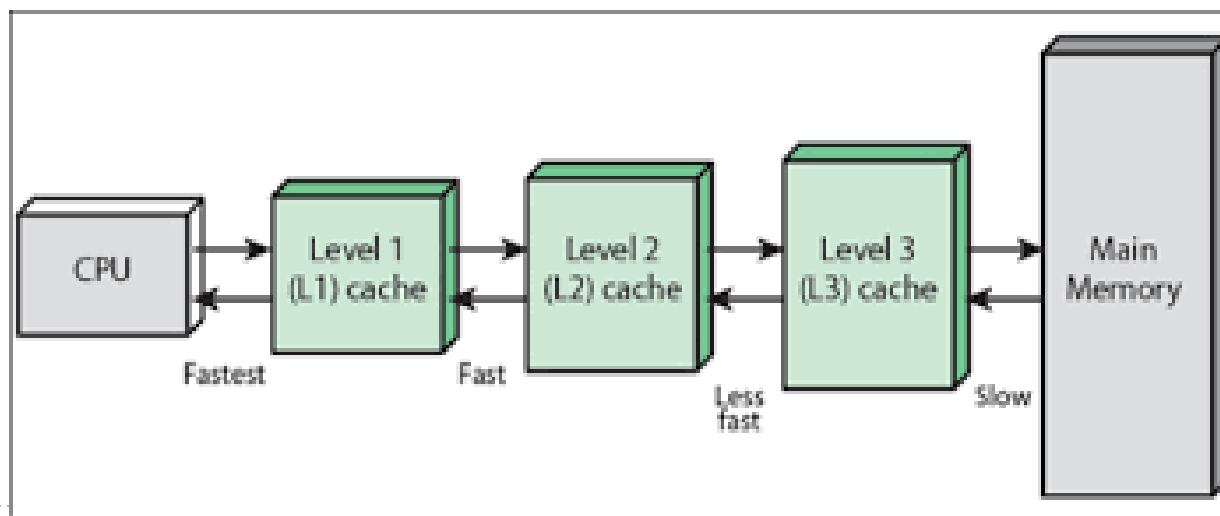 CPU
Level 1
(L1) cache
Level 2
(L2) cache
Level 3
(L3) cache
Main
Memory
Fastest
Fast
Less
fast
Slow